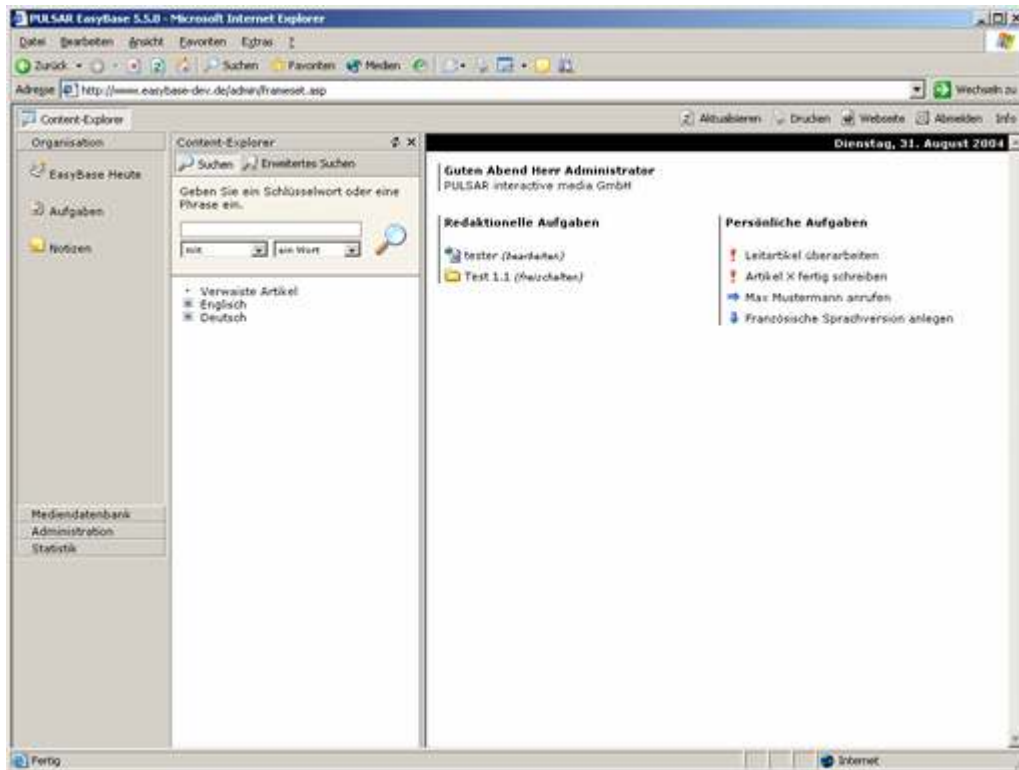 PULSAR EasyBase 5.5.0 - Microsoft Internet Explorer
Datei Bearbeiten Ansicht Favoriten Extras ?
Zurück Suchen Favoriten Medien
Adresse http://www.easybase-dev.de/admin/frameset.asp Wechseln zu
Content-Explorer Aktualisieren Drucken Webseite Abmelden Info
Organisation
EasyBase Heute
Aufgaben
Notizen
Mediendatenbank
Administration
Statistik
Content-Explorer
Suchen Erweitertes Suchen
Geben Sie ein Schlüsselwort oder eine
Phrase ein.
mit ein Wort
Verwaiste Artikel
Englisch
Deutsch
Dienstag, 31. August 2004
Guten Abend Herr Administrator
PULSAR interactive media GmbH
Redaktionelle Aufgaben
tester (bearbeiten)
Test 1.1 (freischalten)
Persönliche Aufgaben
Leitartikel überarbeiten
Artikel X fertig schreiben
Max Mustermann anrufen
Französische Sprachversion anlegen
Fertig Internet